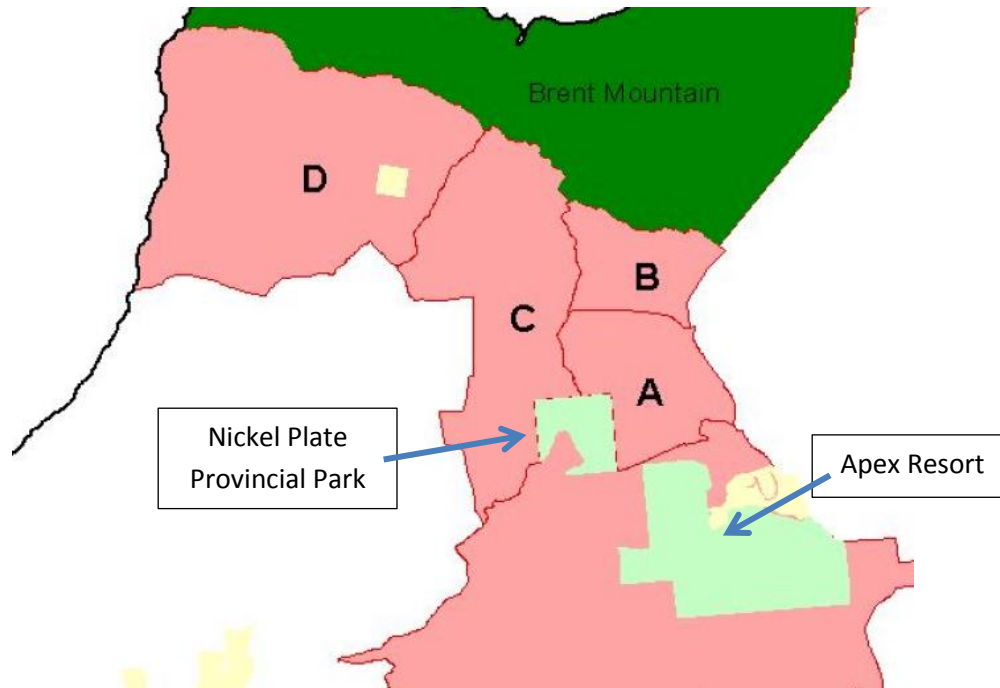 Brent Mountain
D
B
C
A
Nickel Plate
Provincial Park
Apex Resort